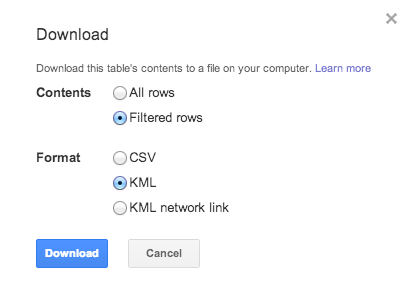 Download
Download this table's contents to a file on your computer. Learn more
Contents All rows
Filtered rows
Format CSV
KML
KML network link
Download Cancel